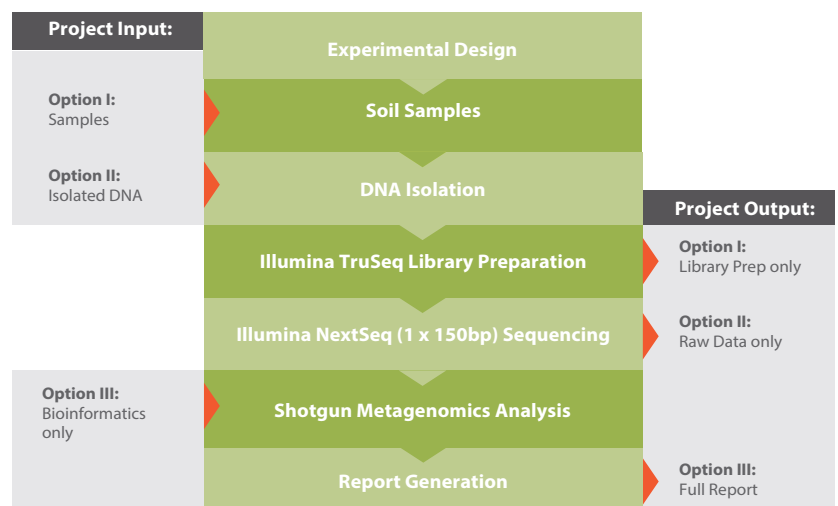 Project Input:
Experimental Design
Option I:
Samples
Soil Samples
Option II:
Isolated DNA
DNA Isolation
Project Output:
Illumina TruSeq Library Preparation
Option I:
Library Prep only
Illumina NextSeq (1 x 150bp) Sequencing
Option II:
Raw Data only
Option III:
Bioinformatics
only
Shotgun Metagenomics Analysis
Report Generation
Option III:
Full Report